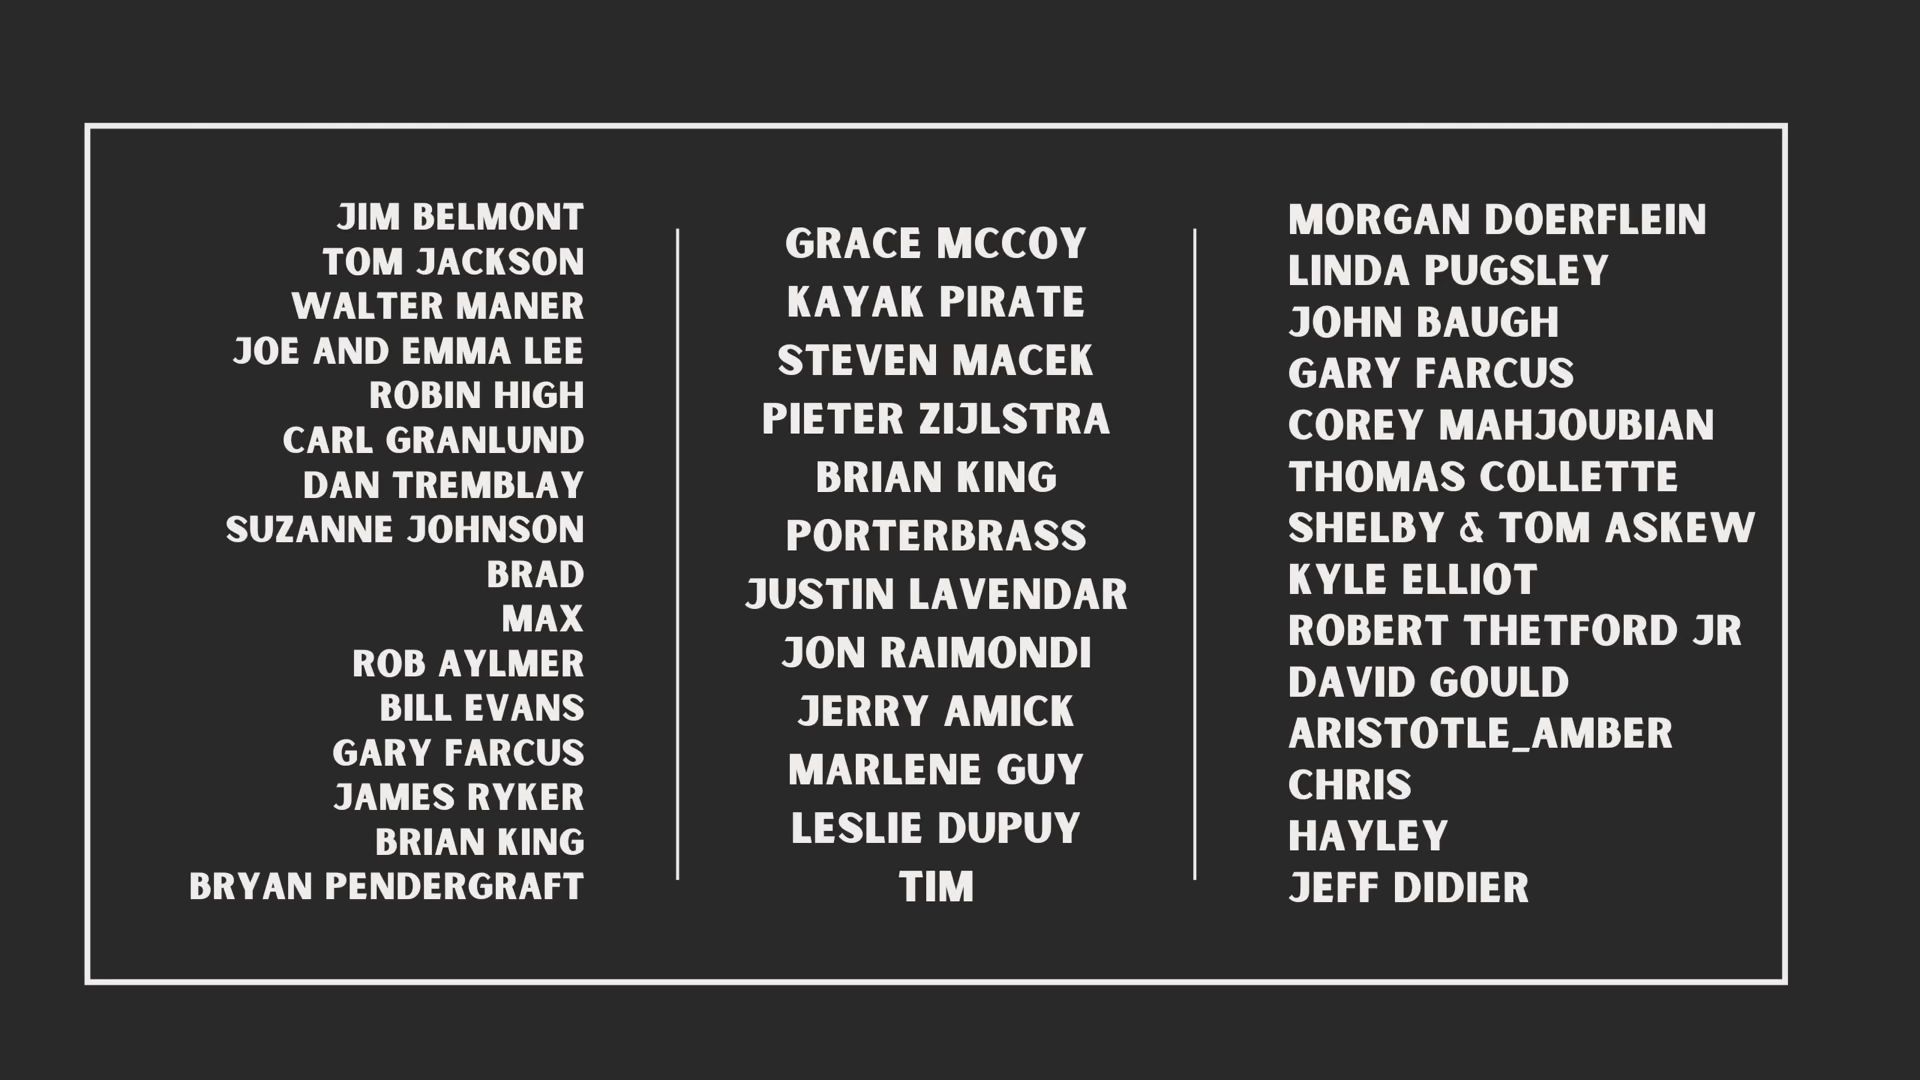 JIM BELMONT
TOM JACKSON
WALTER MANER
JOE AND EMMA LEE
ROBIN HIGH
CARL GRANLUND
DAN TREMBLAY
SUZANNE JOHNSON
BRAD
MAX
ROB AYLMER
BILL EVANS
GARY FARCUS
JAMES RYKER
BRIAN KING
BRYAN PENDERGRAFT
GRACE MCCOY
KAYAK PIRATE
STEVEN MACEK
PIETER ZIJLSTRA
BRIAN KING
PORTERBRASS
JUSTIN LAVENDAR
JON RAIMONDI
JERRY AMICK
MARLENE GUY
LESLIE DUPUY
TIM
MORGAN DOERFLEIN
LINDA PUGSLEY
JOHN BAUGH
GARY FARCUS
COREY MAHJOUBIAN
THOMAS COLLETTE
SHELBY & TOM ASKEW
KYLE ELLIOT
ROBERT THETFORD JR
DAVID GOULD
ARISTOTLE_AMBER
CHRIS
HAYLEY
JEFF DIDIER